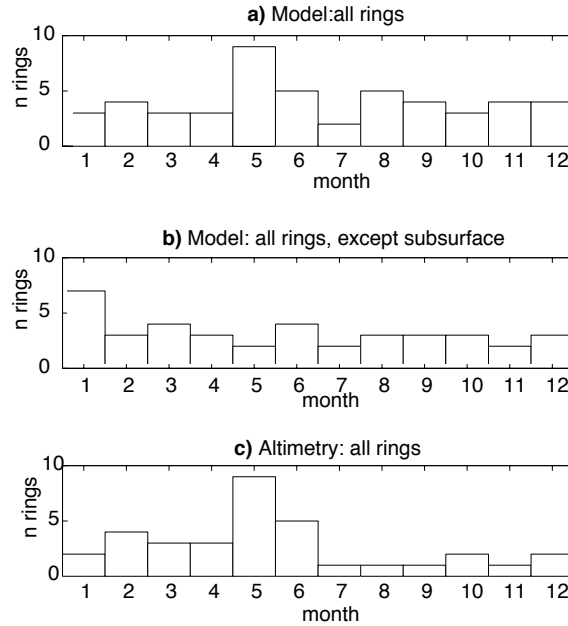 a) Model:all rings
10
5
0
n rings
1 2 3 4 5 6 7 8 9 10 11 12
month
b) Model: all rings, except subsurface
10
5
0
n rings
1 2 3 4 5 6 7 8 9 10 11 12
month
c) Altimetry: all rings
10
5
0
n rings
1 2 3 4 5 6 7 8 9 10 11 12
month